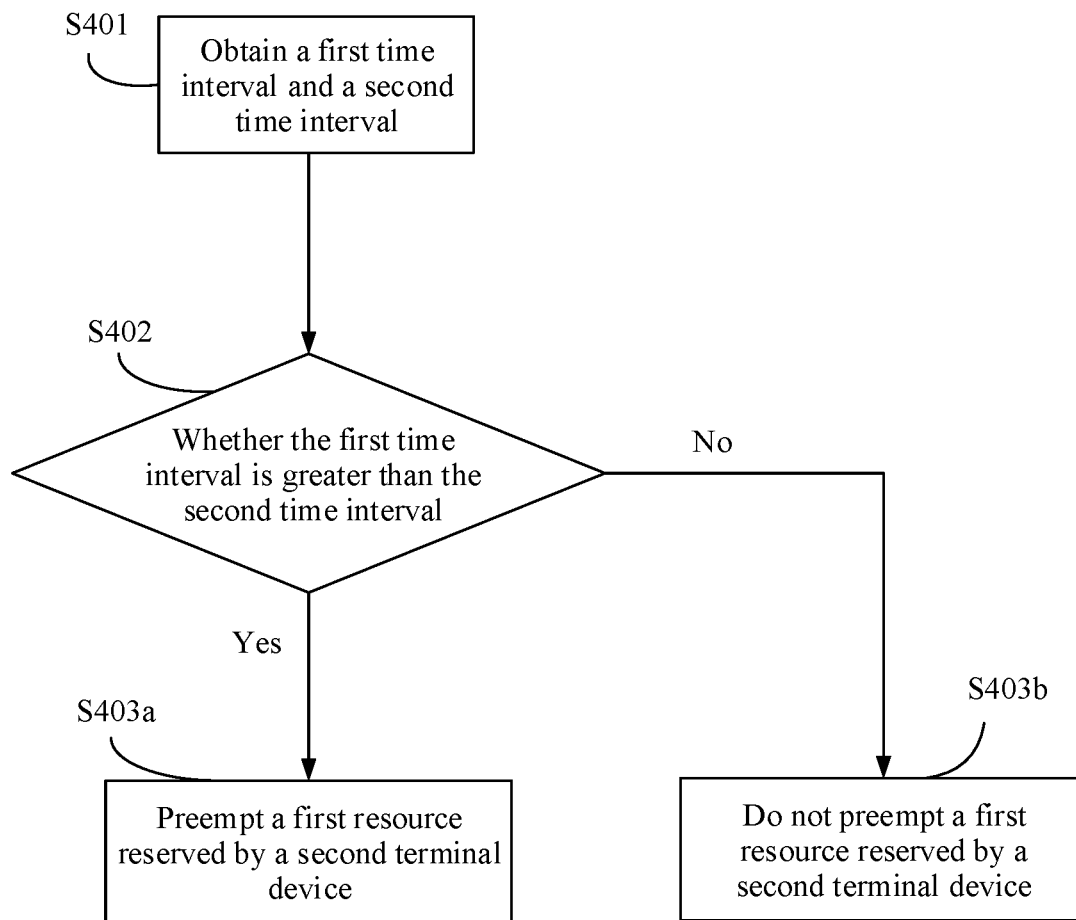 S401
Obtain a first time
interval and a second
time interval
S402
Whether the first time
interval is greater than the
second time interval
No
Yes
S403a
S403b
Preempt a first resource
reserved by a second terminal
device
Do not preempt a first
resource reserved by a
second terminal device